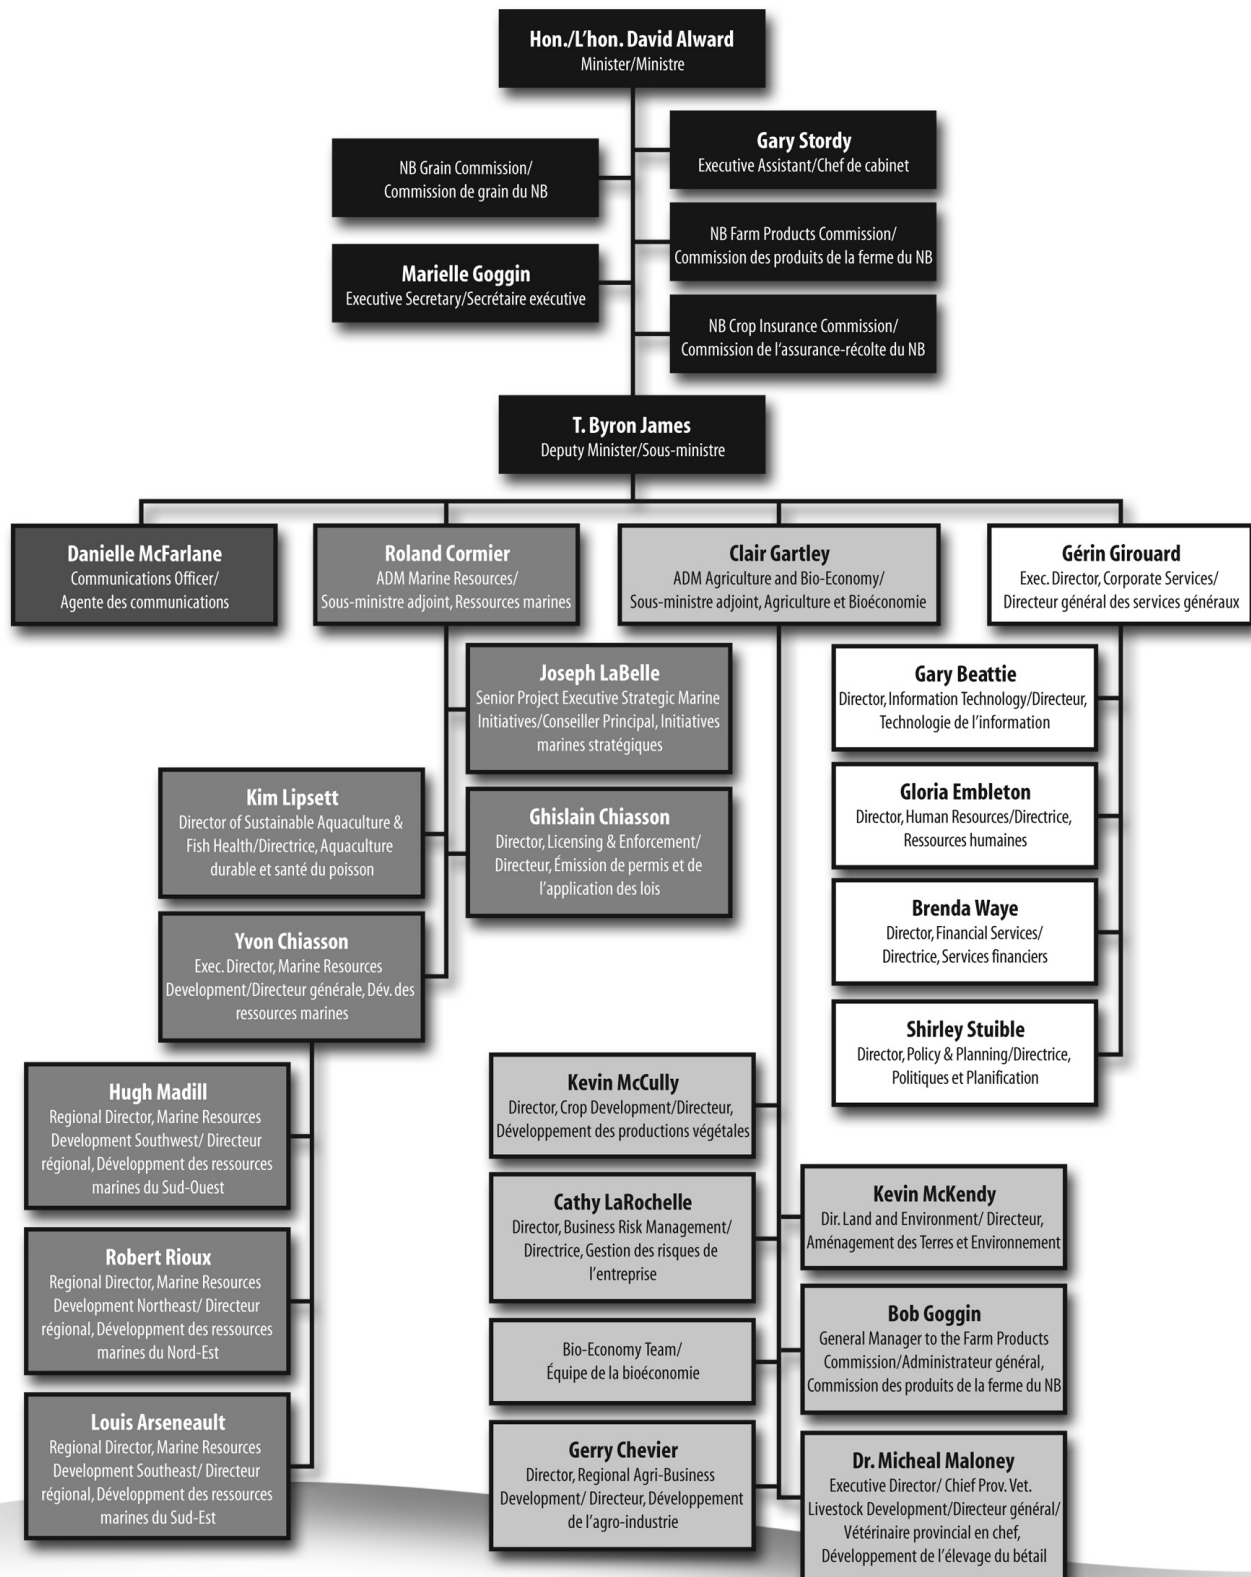 Hon./L'hon. David Alward
Minister/Ministre
Gary Stordy
Executive Assistant/Chef de cabinet
NB Grain Commission/
Commission de grain du NB
NB Farm Products Commission/
Commission des produits de la ferme du NB
Marielle Goggin
Executive Secretary/Secrétaire exécutive
NB Crop Insurance Commission/
Commission de l'assurance-récolte du NB
T. Byron James
Deputy Minister/Sous-ministre
Danielle McFarlane
Communications Officer/
Agente des communications
Roland Cormier
ADM Marine Resources/
Sous-ministre adjoint, Ressources marines
Clair Gartley
ADM Agriculture and Bio-Economy/
Sous-ministre adjoint, Agriculture et Bioéconomie
Gérin Girouard
Exec. Director, Corporate Services/
Directeur général des services généraux
Joseph LaBelle
Senior Project Executive Strategic Marine
Initiatives/Conseiller Principal, Initiatives
marines stratégiques
Kim Lipsett
Director of Sustainable Aquaculture &
Fish Health/Directrice, Aquaculture
durable et santé du poisson
Ghislain Chiasson
Director, Licensing & Enforcement/
Directeur, Émission de permis et de
l'application des lois
Yvon Chiasson
Exec. Director, Marine Resources
Development/Directeur générale, Dév. des
ressources marines
Hugh Madill
Regional Director, Marine Resources
Development Southwest/ Directeur
régional, Développment des ressources
marines du Sud-Ouest
Robert Rioux
Regional Director, Marine Resources
Development Northeast/ Directeur
régional, Développment des ressources
marines du Nord-Est
Louis Arseneault
Regional Director, Marine Resources
Development Southeast/ Directeur
régional, Développment des ressources
marines du Sud-Est
Gary Beattie
Director, Information Technology/Directeur,
Technologie de l'information
Gloria Embleton
Director, Human Resources/Directrice,
Ressources humaines
Brenda Waye
Director, Financial Services/
Directrice, Services financiers
Shirley Stuible
Director, Policy & Planning/Directrice,
Politiques et Planification
Kevin McCully
Director, Crop Development/Directeur,
Développement des productions végétales
Cathy LaRochelle
Director, Business Risk Management/
Directrice, Gestion des risques de
l'entreprise
Bio-Economy Team/
Équipe de la bioéconomie
Gerry Chevier
Director, Regional Agri-Business
Development/ Directeur, Développement
de l'agro-industrie
Kevin McKendy
Dir. Land and Environment/ Directeur,
Aménagement des Terres et Environnement
Bob Goggin
General Manager to the Farm Products
Commission/Administrateur général,
Commission des produits de la ferme du NB
Dr. Micheal Maloney
Executive Director/ Chief Prov. Vet.
Livestock Development/Directeur général/
Vétérinaire provincial en chef,
Développement de l'élevage du bétail